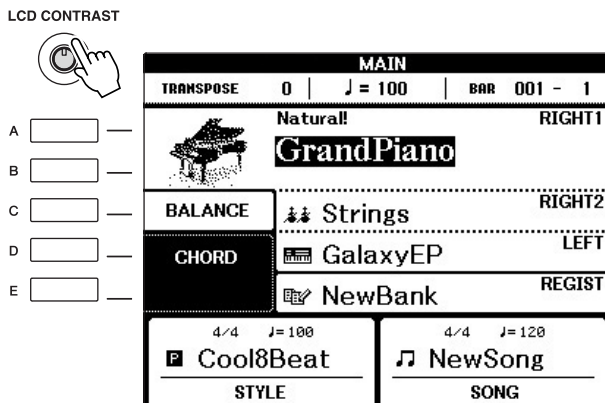 LCD CONTRAST
MAIN
TRANSPOSE 0 ♩= 100 BAR 001 - 1
A
B
C
D
E
Natural! RIGHT1
GrandPiano
BALANCE
Strings RIGHT2
CHORD
GalaxyEP LEFT
NewBank REGIST
4/4 ♩=100
P Cool8Beat
STYLE
4/4 ♩=120
NewSong
SONG